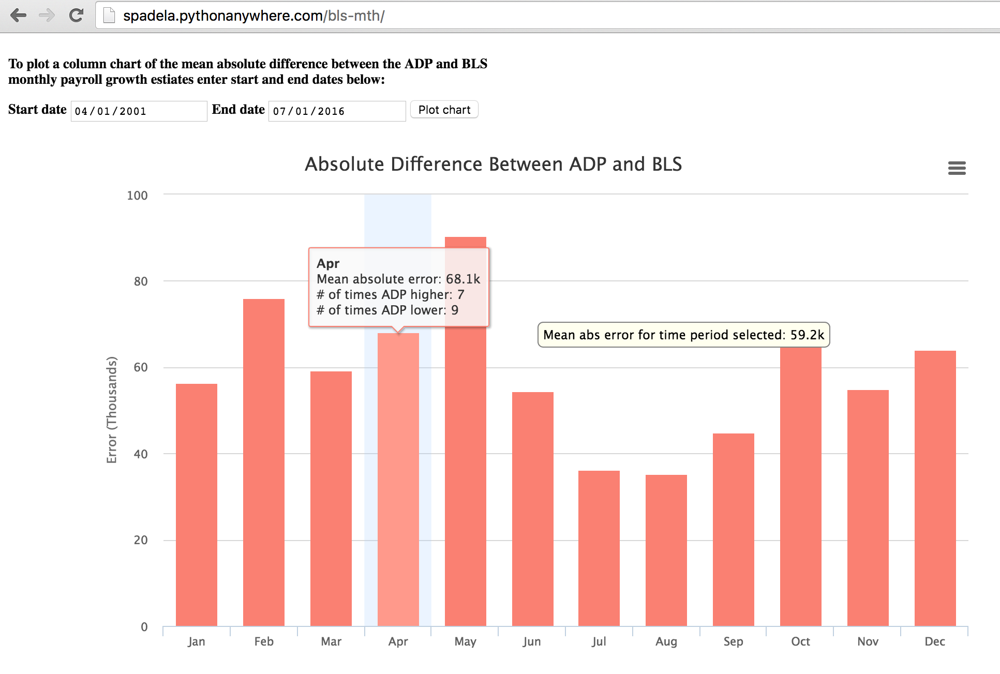 spadela.pythonanywhere.com/bls-mth/
To plot a column chart of the mean absolute difference between the ADP and BLS
monthly payroll growth estiates enter start and end dates below:
Start date 04/01/2001 End date 07/01/2016 Plot chart
Absolute Difference Between ADP and BLS
100
80
60
40
20
0
Error (Thousands)
Apr
Mean absolute error: 68.1k
# of times ADP higher: 7
# of times ADP lower: 9
Mean abs error for time period selected: 59.2k
Jan Feb Mar Apr May Jun Jul Aug Sep Oct Nov Dec